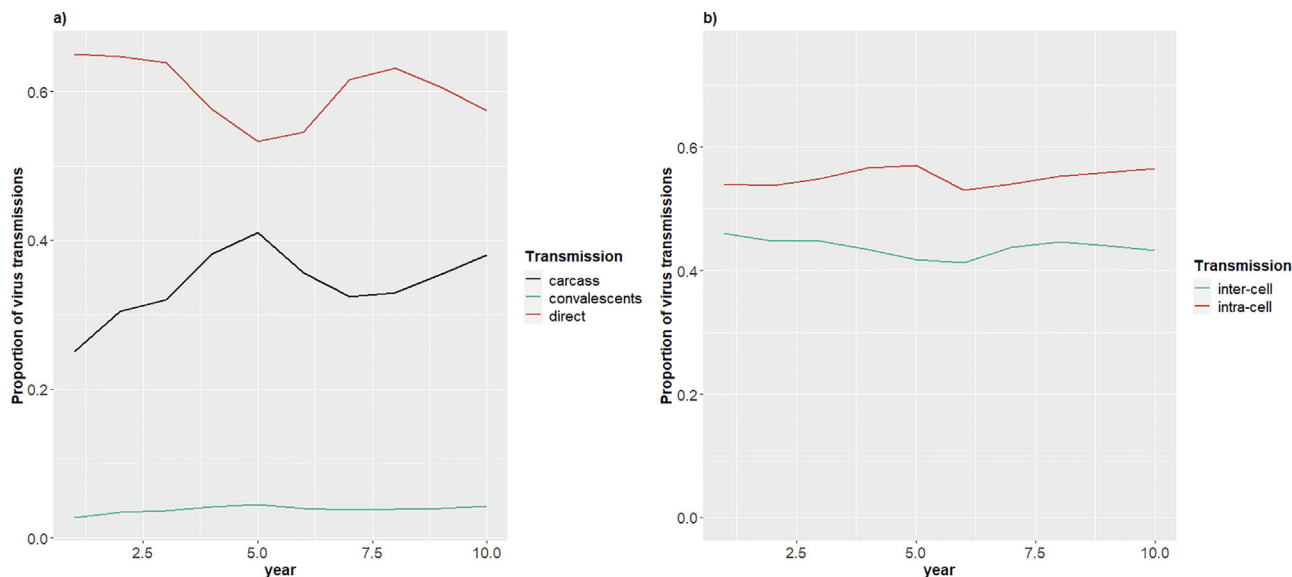 a)
Proportion of virus transmissions
0.6
0.4
0.2
0.0
2.5 5.0 7.5 10.0
year
Transmission
carcass
convalescents
direct
b)
Proportion of virus transmissions
0.6
0.4
0.2
0.0
2.5 5.0 7.5 10.0
year
Transmission
inter-cell
intra-cell